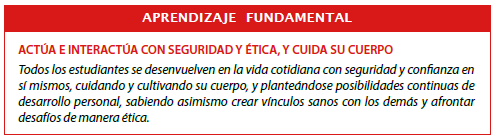 APRENDIZAJE FUNDAMENTAL
ACTÚA E INTERACTÚA CON SEGURIDAD Y ÉTICA, Y CUIDA SU CUERPO
Todos los estudiantes se desenvuelven en la vida cotidiana con seguridad y confianza en
sí mismos, cuidando y cultivando su cuerpo, y planteándose posibilidades continuas de
desarrollo personal, sabiendo asimismo crear vínculos sanos con los demás y afrontar
desafíos de manera ética.